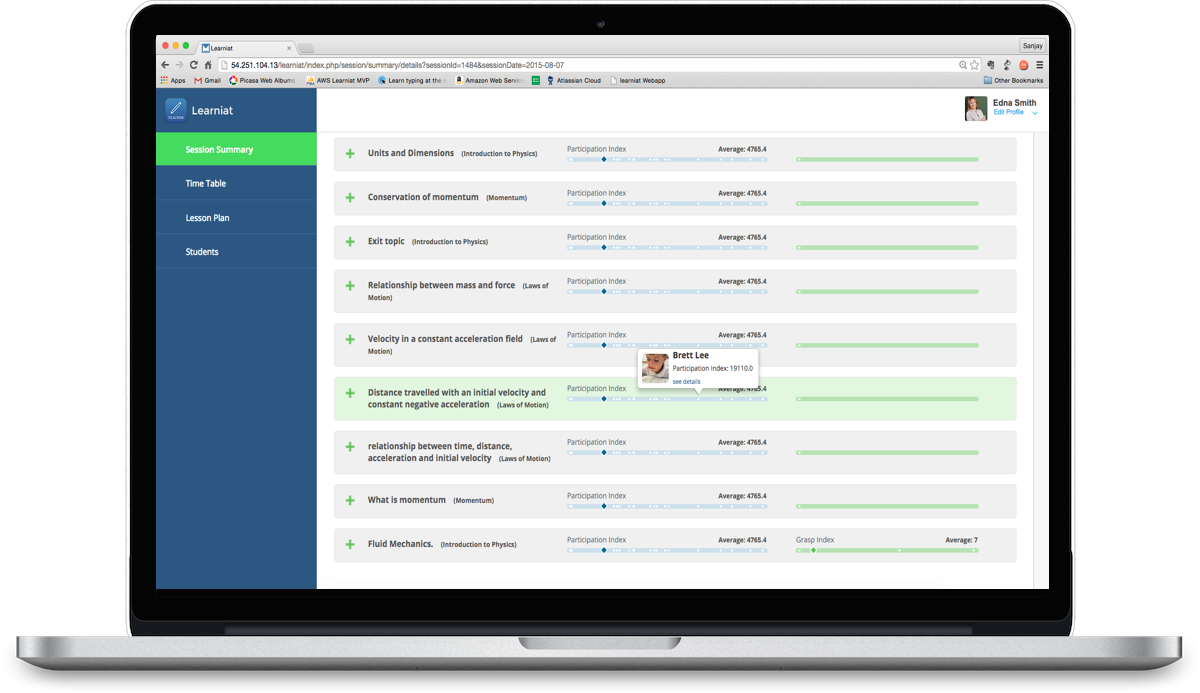 Learniat
Sanjay
54.251.104.13/learniat/index.php/session/summary/details?sessionId=1484&sessionDate=2015-08-07
Apps Gmail Picasa Web Albums AWS Learniat MVP Learn typing at the s Amazon Web Servic Atlassian Cloud learniat Webapp Other Bookmarks
TEACHER
Learniat
Edna Smith
Edit Profile
Session Summary
Time Table
Lesson Plan
Students
Units and Dimensions (Introduction to Physics) Participation Index Average: 4765.4
Conservation of momentum (Momentum) Participation Index Average: 4765.4
Exit topic (Introduction to Physics) Participation Index Average: 4765.4
Relationship between mass and force (Laws of Participation Index Average: 4765.4
Motion)
Velocity in a constant acceleration field (Laws of Participation Index Average: 4765.4
Motion)
Brett Lee
Participation Index: 19110.0
see details
Distance travelled with an initial velocity and Participation Index Average: 4765.4
constant negative acceleration (Laws of Motion)
relationship between time, distance, Participation Index Average: 4765.4
acceleration and initial velocity (Laws of Motion)
What is momentum (Momentum) Participation Index Average: 4765.4
Fluid Mechanics. (Introduction to Physics) Participation Index Average: 4765.4 Grasp Index Average: 7